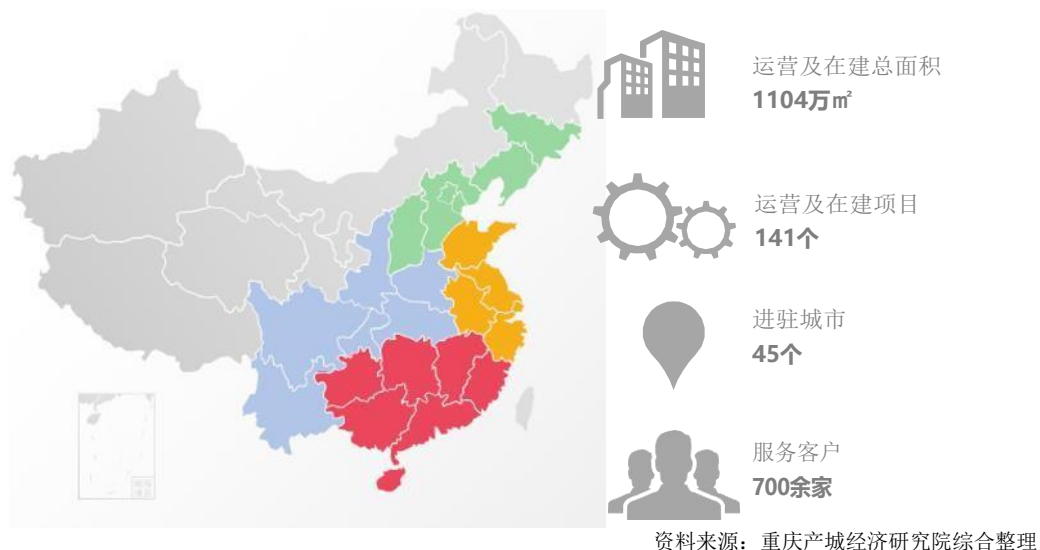 运营及在建总面积
1104万㎡
运营及在建项目
141个
进驻城市
45个
服务客户
700余家
资料来源：重庆产城经济研究院综合整理